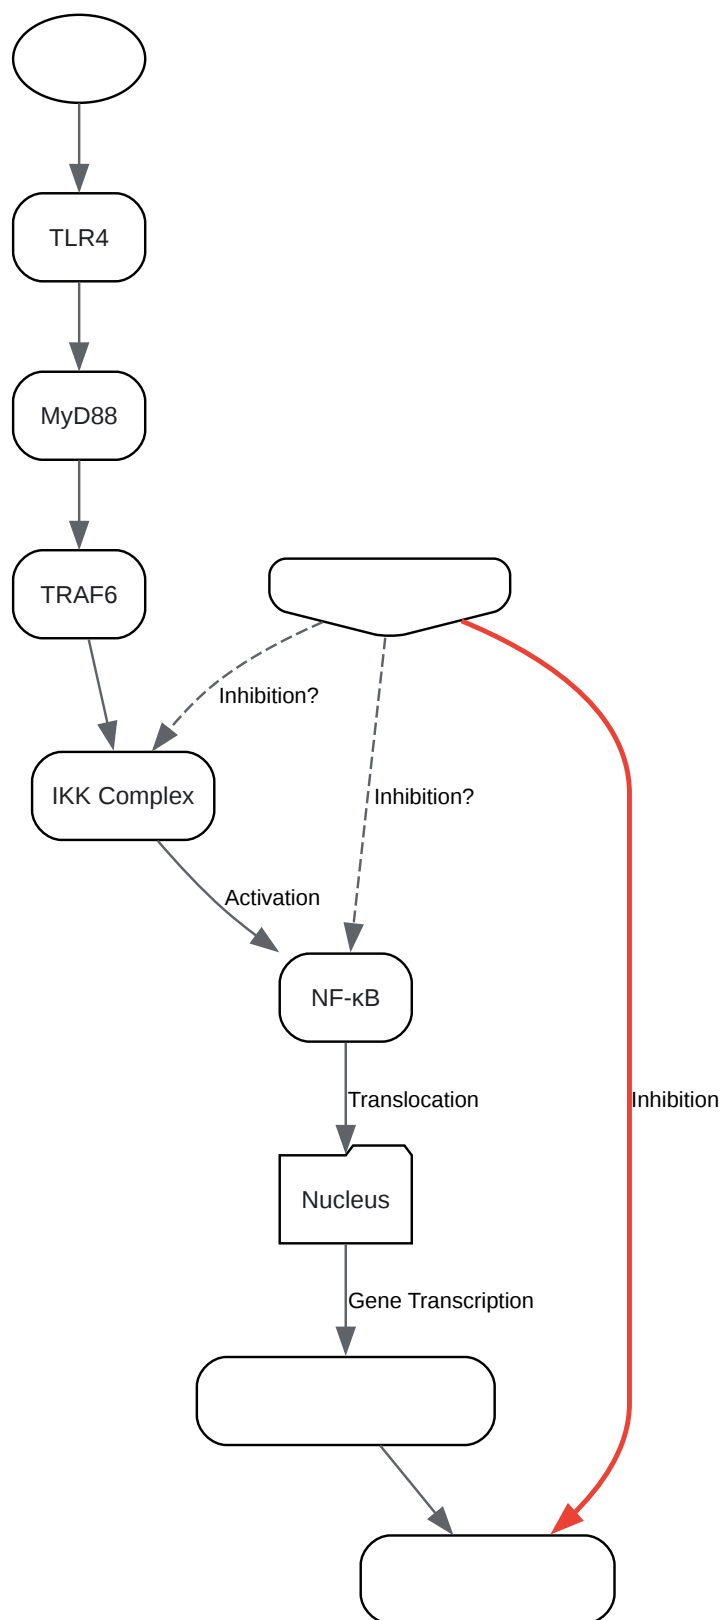 TLR4
MyD88
TRAF6
Inhibition?
IKK Complex
Inhibition?
Activation
NF-κB
Translocation
Inhibition
Nucleus
Gene Transcription